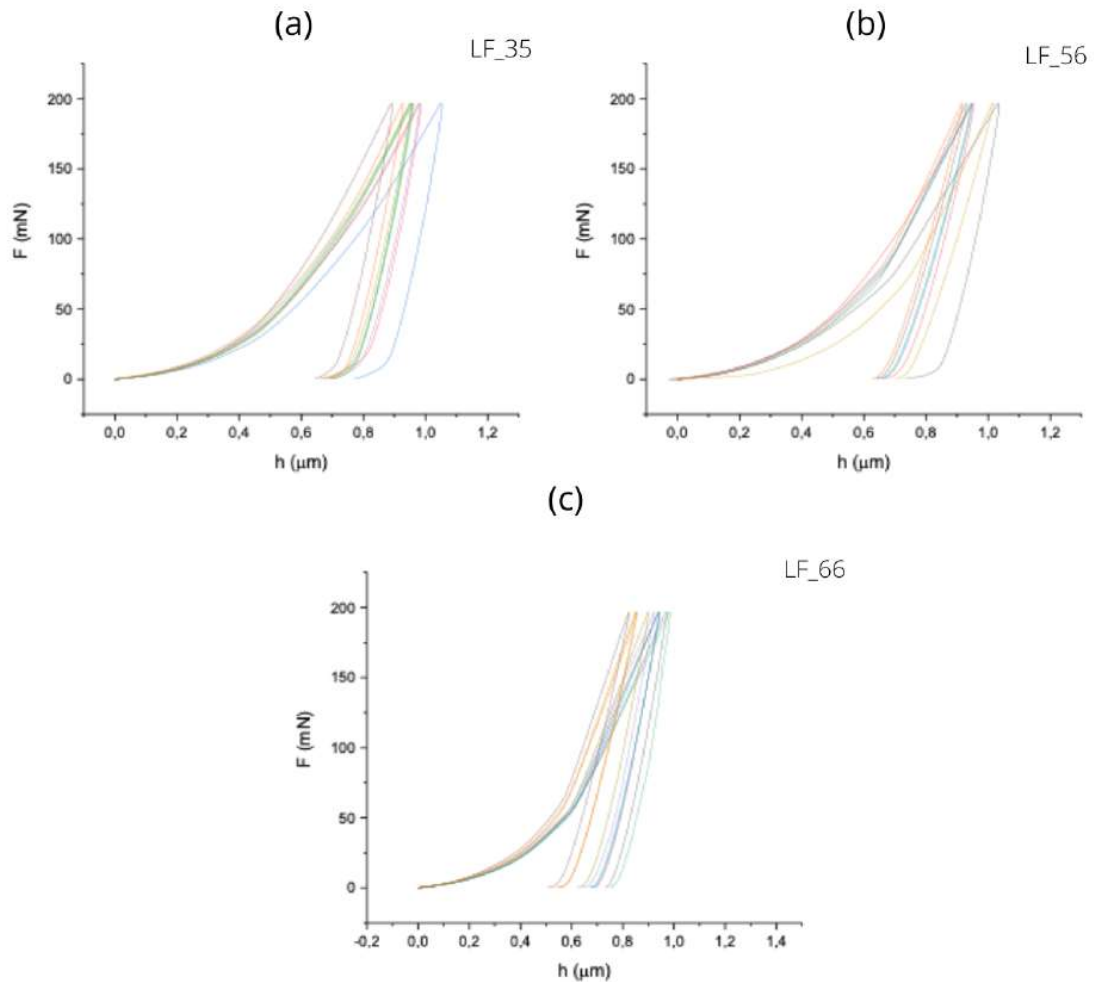 (a)
LF_35
200
150
100
50
0
F (mN)
0,0 0,2 0,4 0,6 0,8 1,0 1,2
h (μm)
(b)
LF_56
200
150
100
50
0
F (mN)
0,0 0,2 0,4 0,6 0,8 1,0 1,2
h (μm)
(c)
LF_66
200
150
100
50
0
F (mN)
-0,2 0,0 0,2 0,4 0,6 0,8 1,0 1,2 1,4
h (μm)